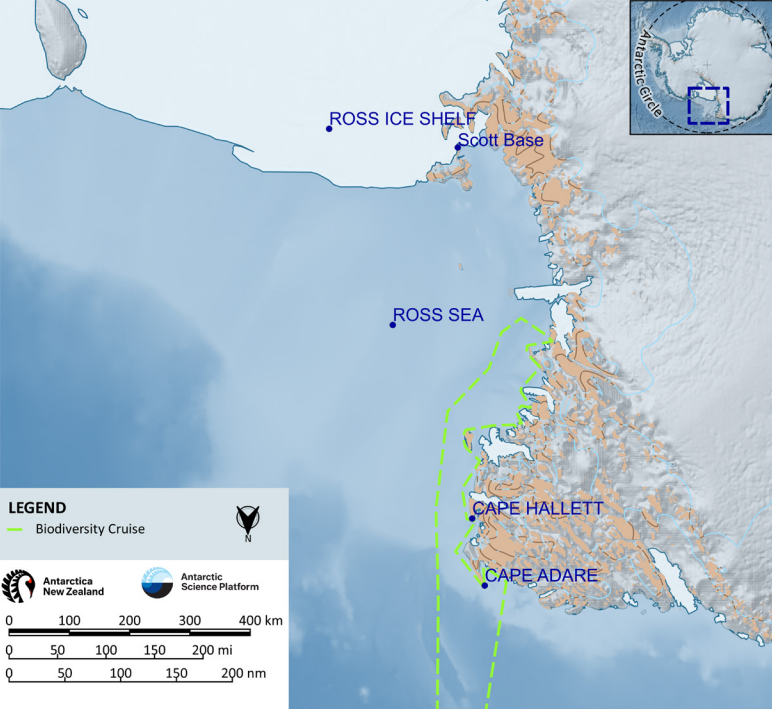 Antarctic Circle
ROSS ICE SHELF
Scott Base
ROSS SEA
CAPE HALLETT
CAPE ADARE
LEGEND
Biodiversity Cruise
N
Antarctica
New Zealand
Antarctic
Science Platform
0 100 200 300 400 km
0 50 100 150 200 mi
0 50 100 150 200 nm